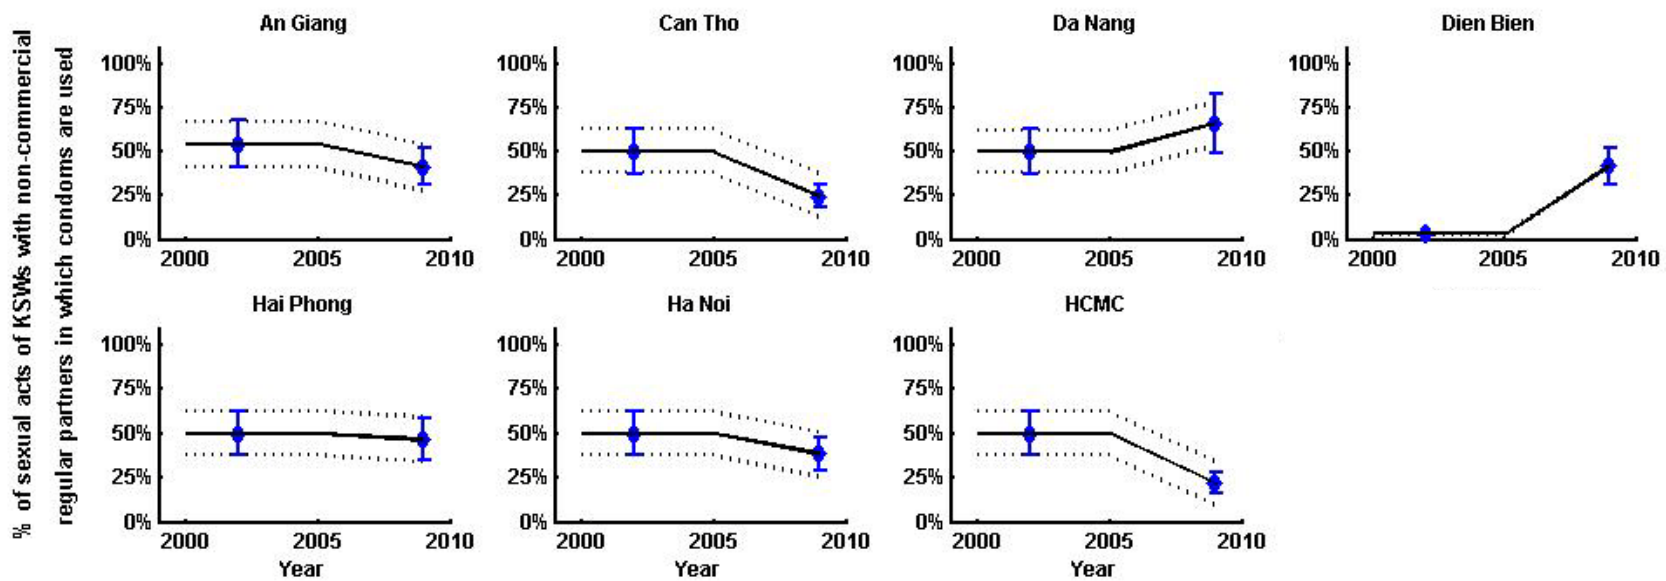 % of sexual acts of KSWs with non-commercial
regular partners in which condoms are used
An Giang
100%
75%
50%
25%
0%
2000 2005 2010
Can Tho
100%
75%
50%
25%
0%
2000 2005 2010
Da Nang
100%
75%
50%
25%
0%
2000 2005 2010
Dien Bien
100%
75%
50%
25%
0%
2000 2005 2010
Hai Phong
100%
75%
50%
25%
0%
2000 2005 2010
Year
Ha Noi
100%
75%
50%
25%
0%
2000 2005 2010
Year
HCMC
100%
75%
50%
25%
0%
2000 2005 2010
Year